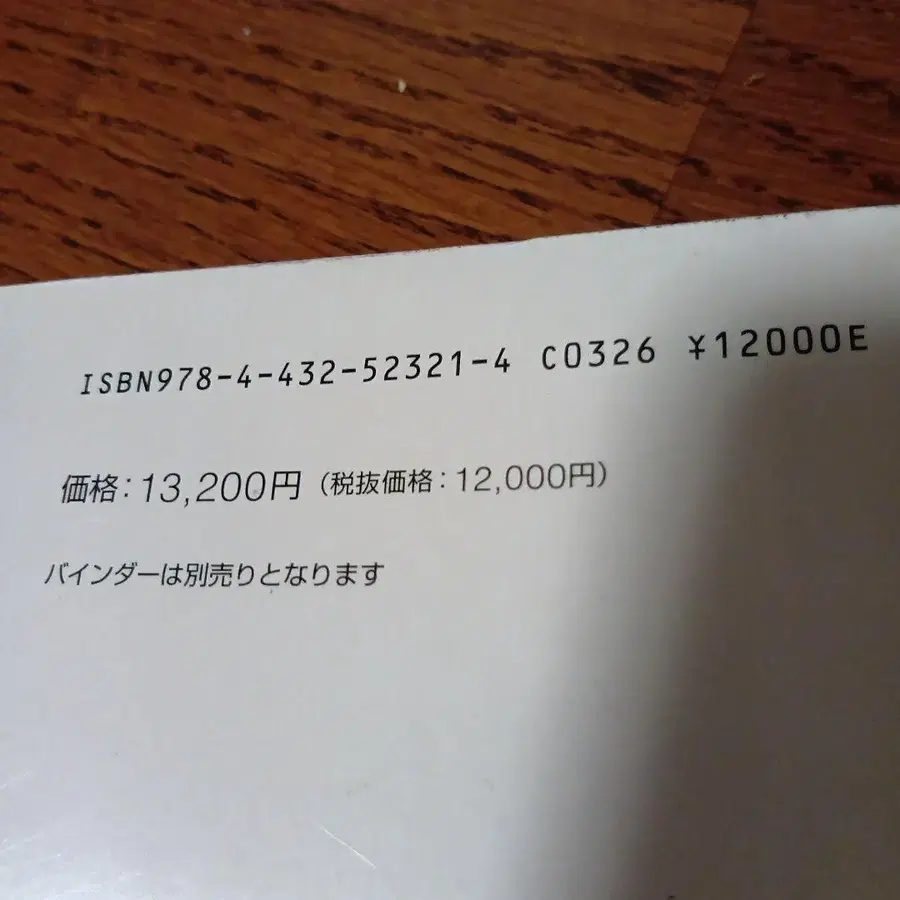 ISBN978-4-432-52321-4 C0326 ¥12000E
価格：13,200円（税抜価格：12,000円）
バインダーは別売りとなります